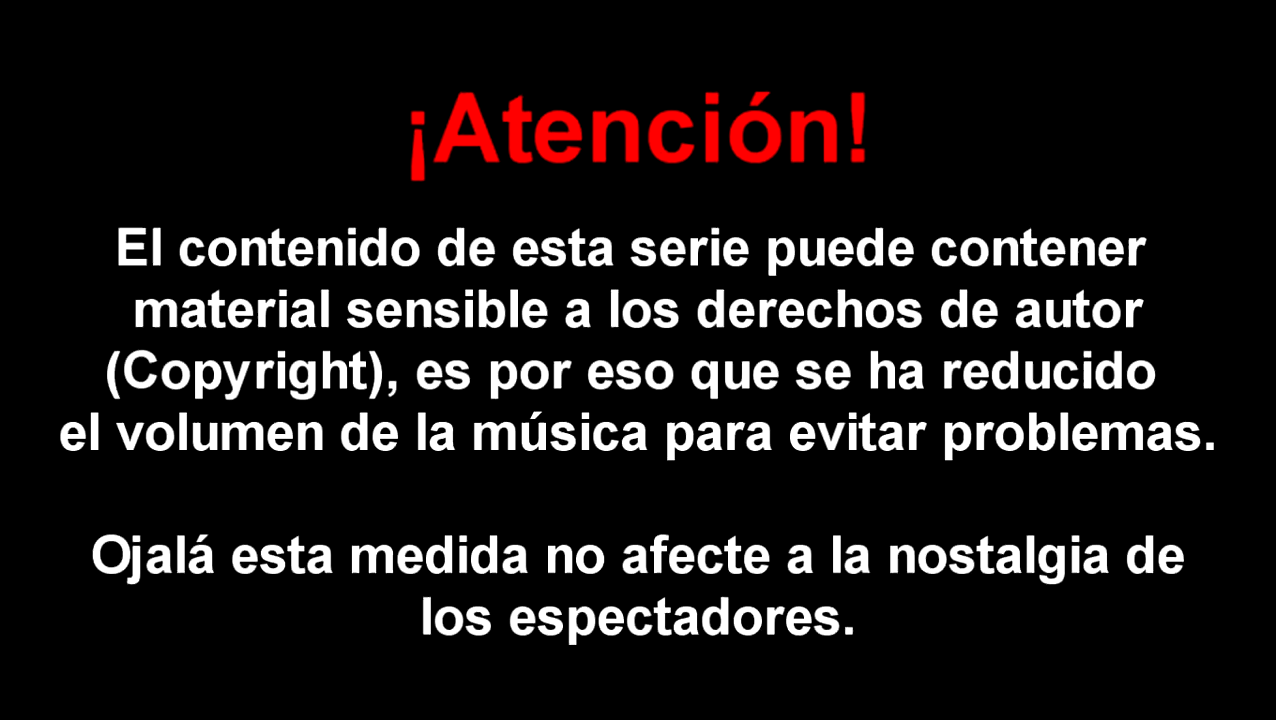 ¡Atención!
El contenido de esta serie puede contener
material sensible a los derechos de autor
(Copyright), es por eso que se ha reducido
el volumen de la música para evitar problemas.
Ojalá esta medida no afecte a la nostalgia de
los espectadores.